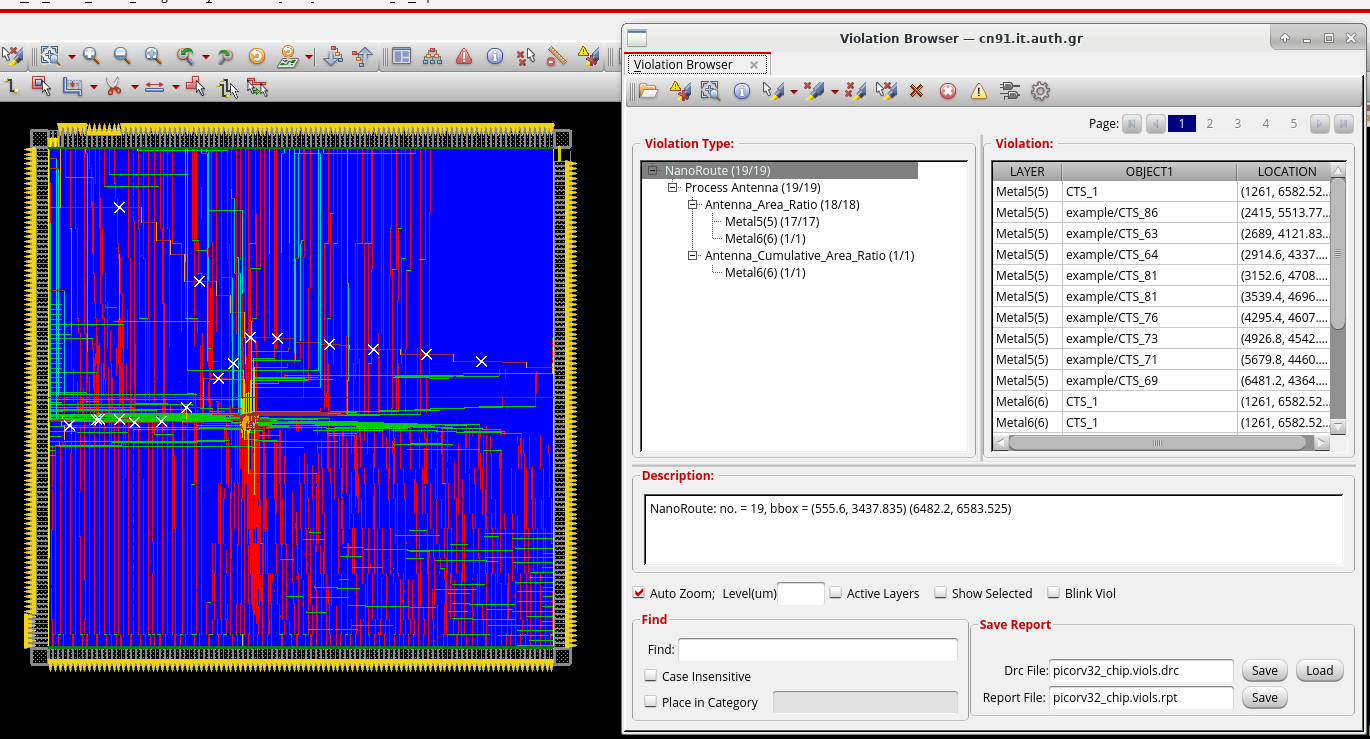 Violation Browser — cn91.it.auth.gr
Violation Browser
Page: 1 2 3 4 5
Violation Type:
NanoRoute (19/19)
Process Antenna (19/19)
Antenna_Area_Ratio (18/18)
Metal5(5) (17/17)
Metal6(6) (1/1)
Antenna_Cumulative_Area_Ratio (1/1)
Metal6(6) (1/1)
Violation:
LAYER OBJECT1 LOCATION
Metal5(5) CTS_1 (1261, 6582.52...
Metal5(5) example/CTS_86 (2415, 5513.77...
Metal5(5) example/CTS_63 (2689, 4121.83...
Metal5(5) example/CTS_64 (2914.6, 4337....
Metal5(5) example/CTS_81 (3152.6, 4708....
Metal5(5) example/CTS_81 (3539.4, 4696....
Metal5(5) example/CTS_76 (4295.4, 4607....
Metal5(5) example/CTS_73 (4926.8, 4542....
Metal5(5) example/CTS_71 (5679.8, 4460....
Metal5(5) example/CTS_69 (6481.2, 4364....
Metal6(6) CTS_1 (1261, 6582.52...
Metal6(6) CTS_1 (1261, 6582.52...
Description:
NanoRoute: no. = 19, bbox = (555.6, 3437.835) (6482.2, 6583.525)
Auto Zoom; Level(um) Active Layers Show Selected Blink Viol
Find
Find:
Case Insensitive
Place in Category
Save Report
Drc File: picorv32_chip.viols.drc Save Load
Report File: picorv32_chip.viols.rpt Save